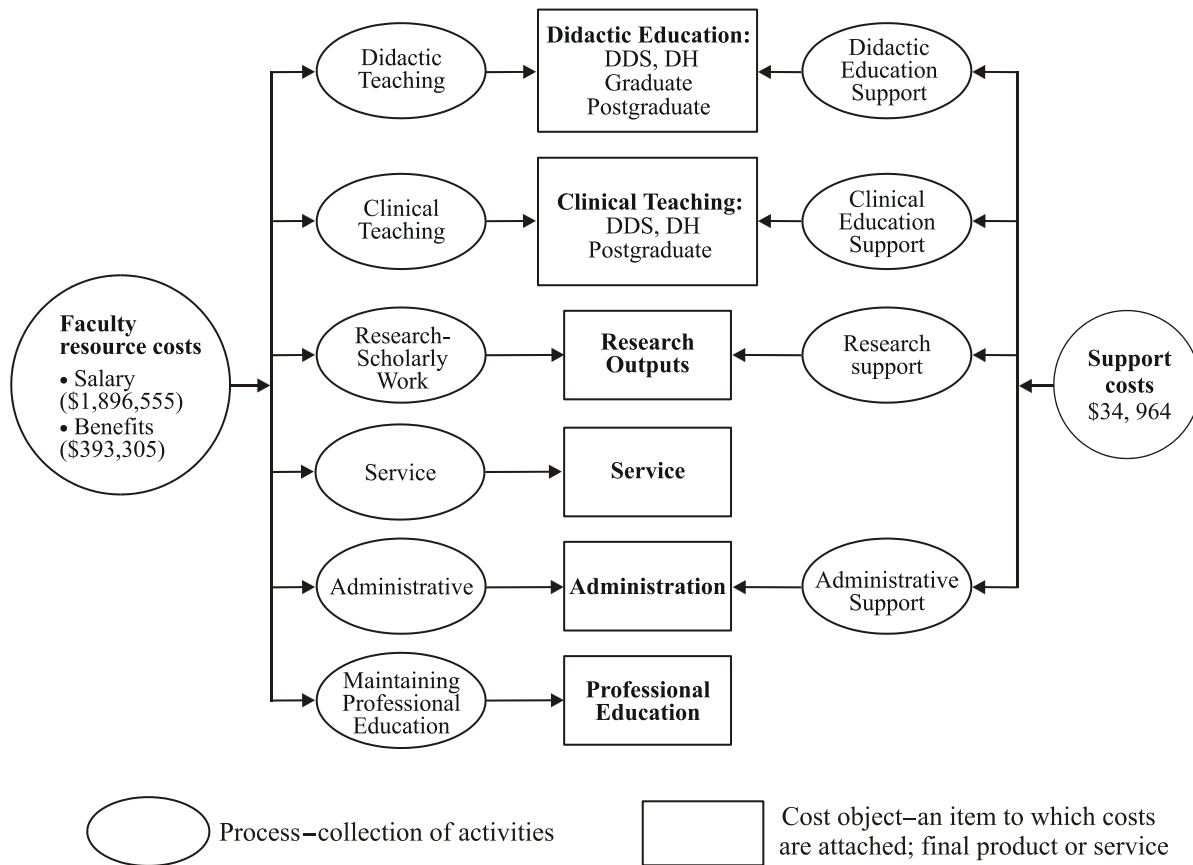 Didactic
Teaching
Didactic Education:
DDS, DH
Graduate
Postgraduate
Didactic
Education
Support
Clinical
Teaching
Clinical Teaching:
DDS, DH
Postgraduate
Clinical
Education
Support
Faculty
resource costs
• Salary
($1,896,555)
• Benefits
($393,305)
Research–
Scholarly
Work
Research
Outputs
Research
support
Support
costs
$34, 964
Service
Service
Administrative
Administration
Administrative
Support
Maintaining
Professional
Education
Professional
Education
Process–collection of activities
Cost object–an item to which costs
are attached; final product or service